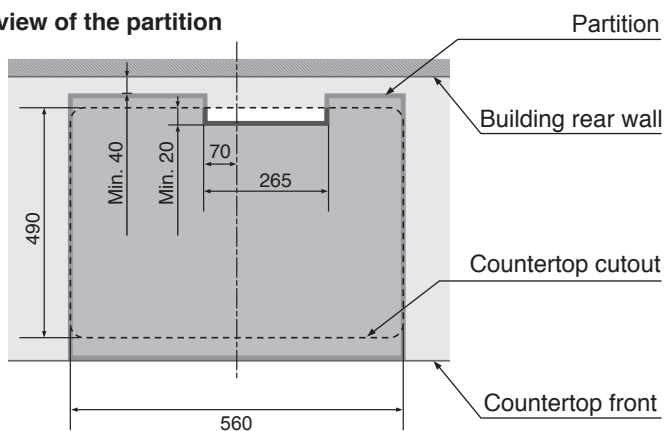 view of the partition
Partition
Building rear wall
Min. 40
Min. 20
70
265
490
Countertop cutout
Countertop front
560